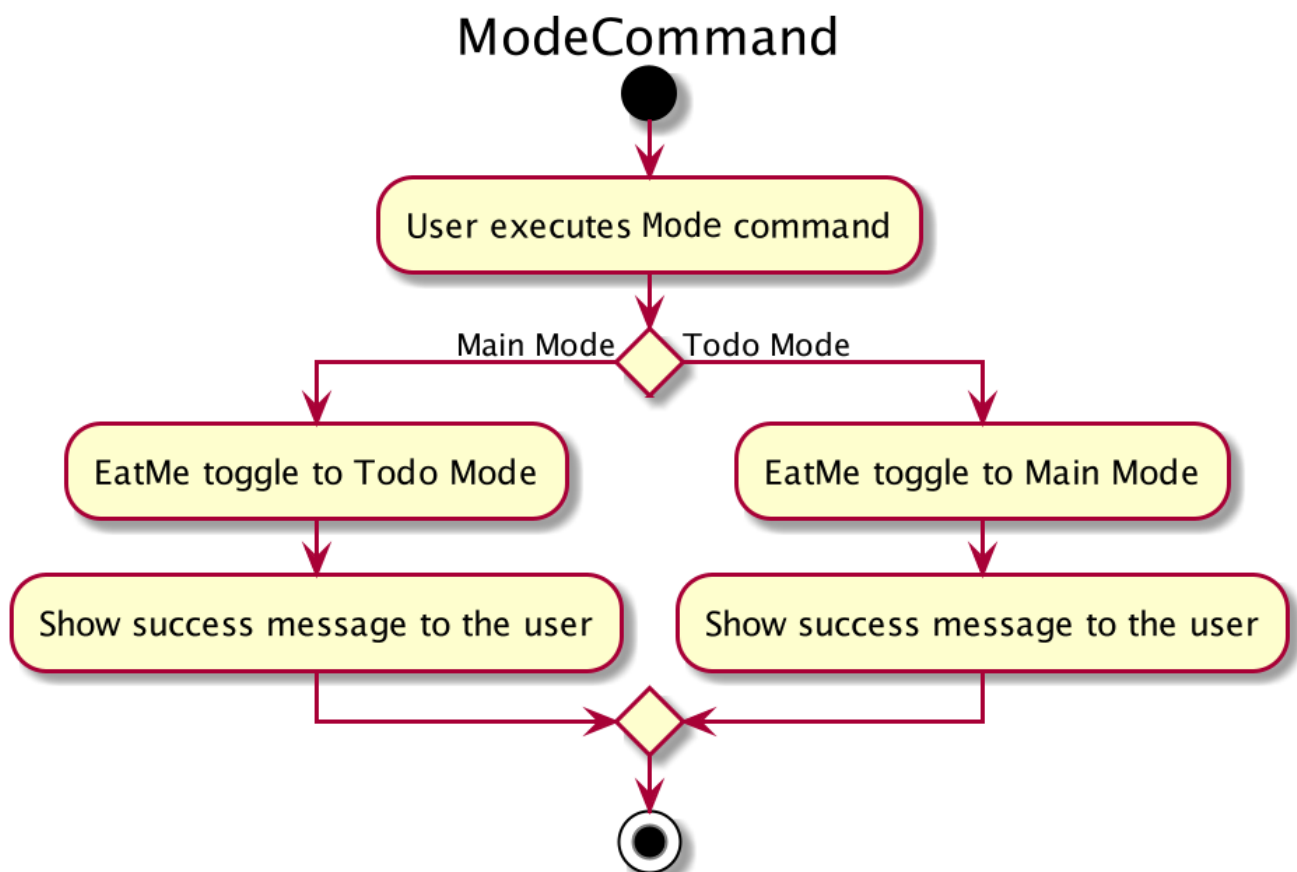 ModeCommand
User executes Mode command
Main Mode
Todo Mode
EatMe toggle to Todo Mode
EatMe toggle to Main Mode
Show success message to the user
Show success message to the user